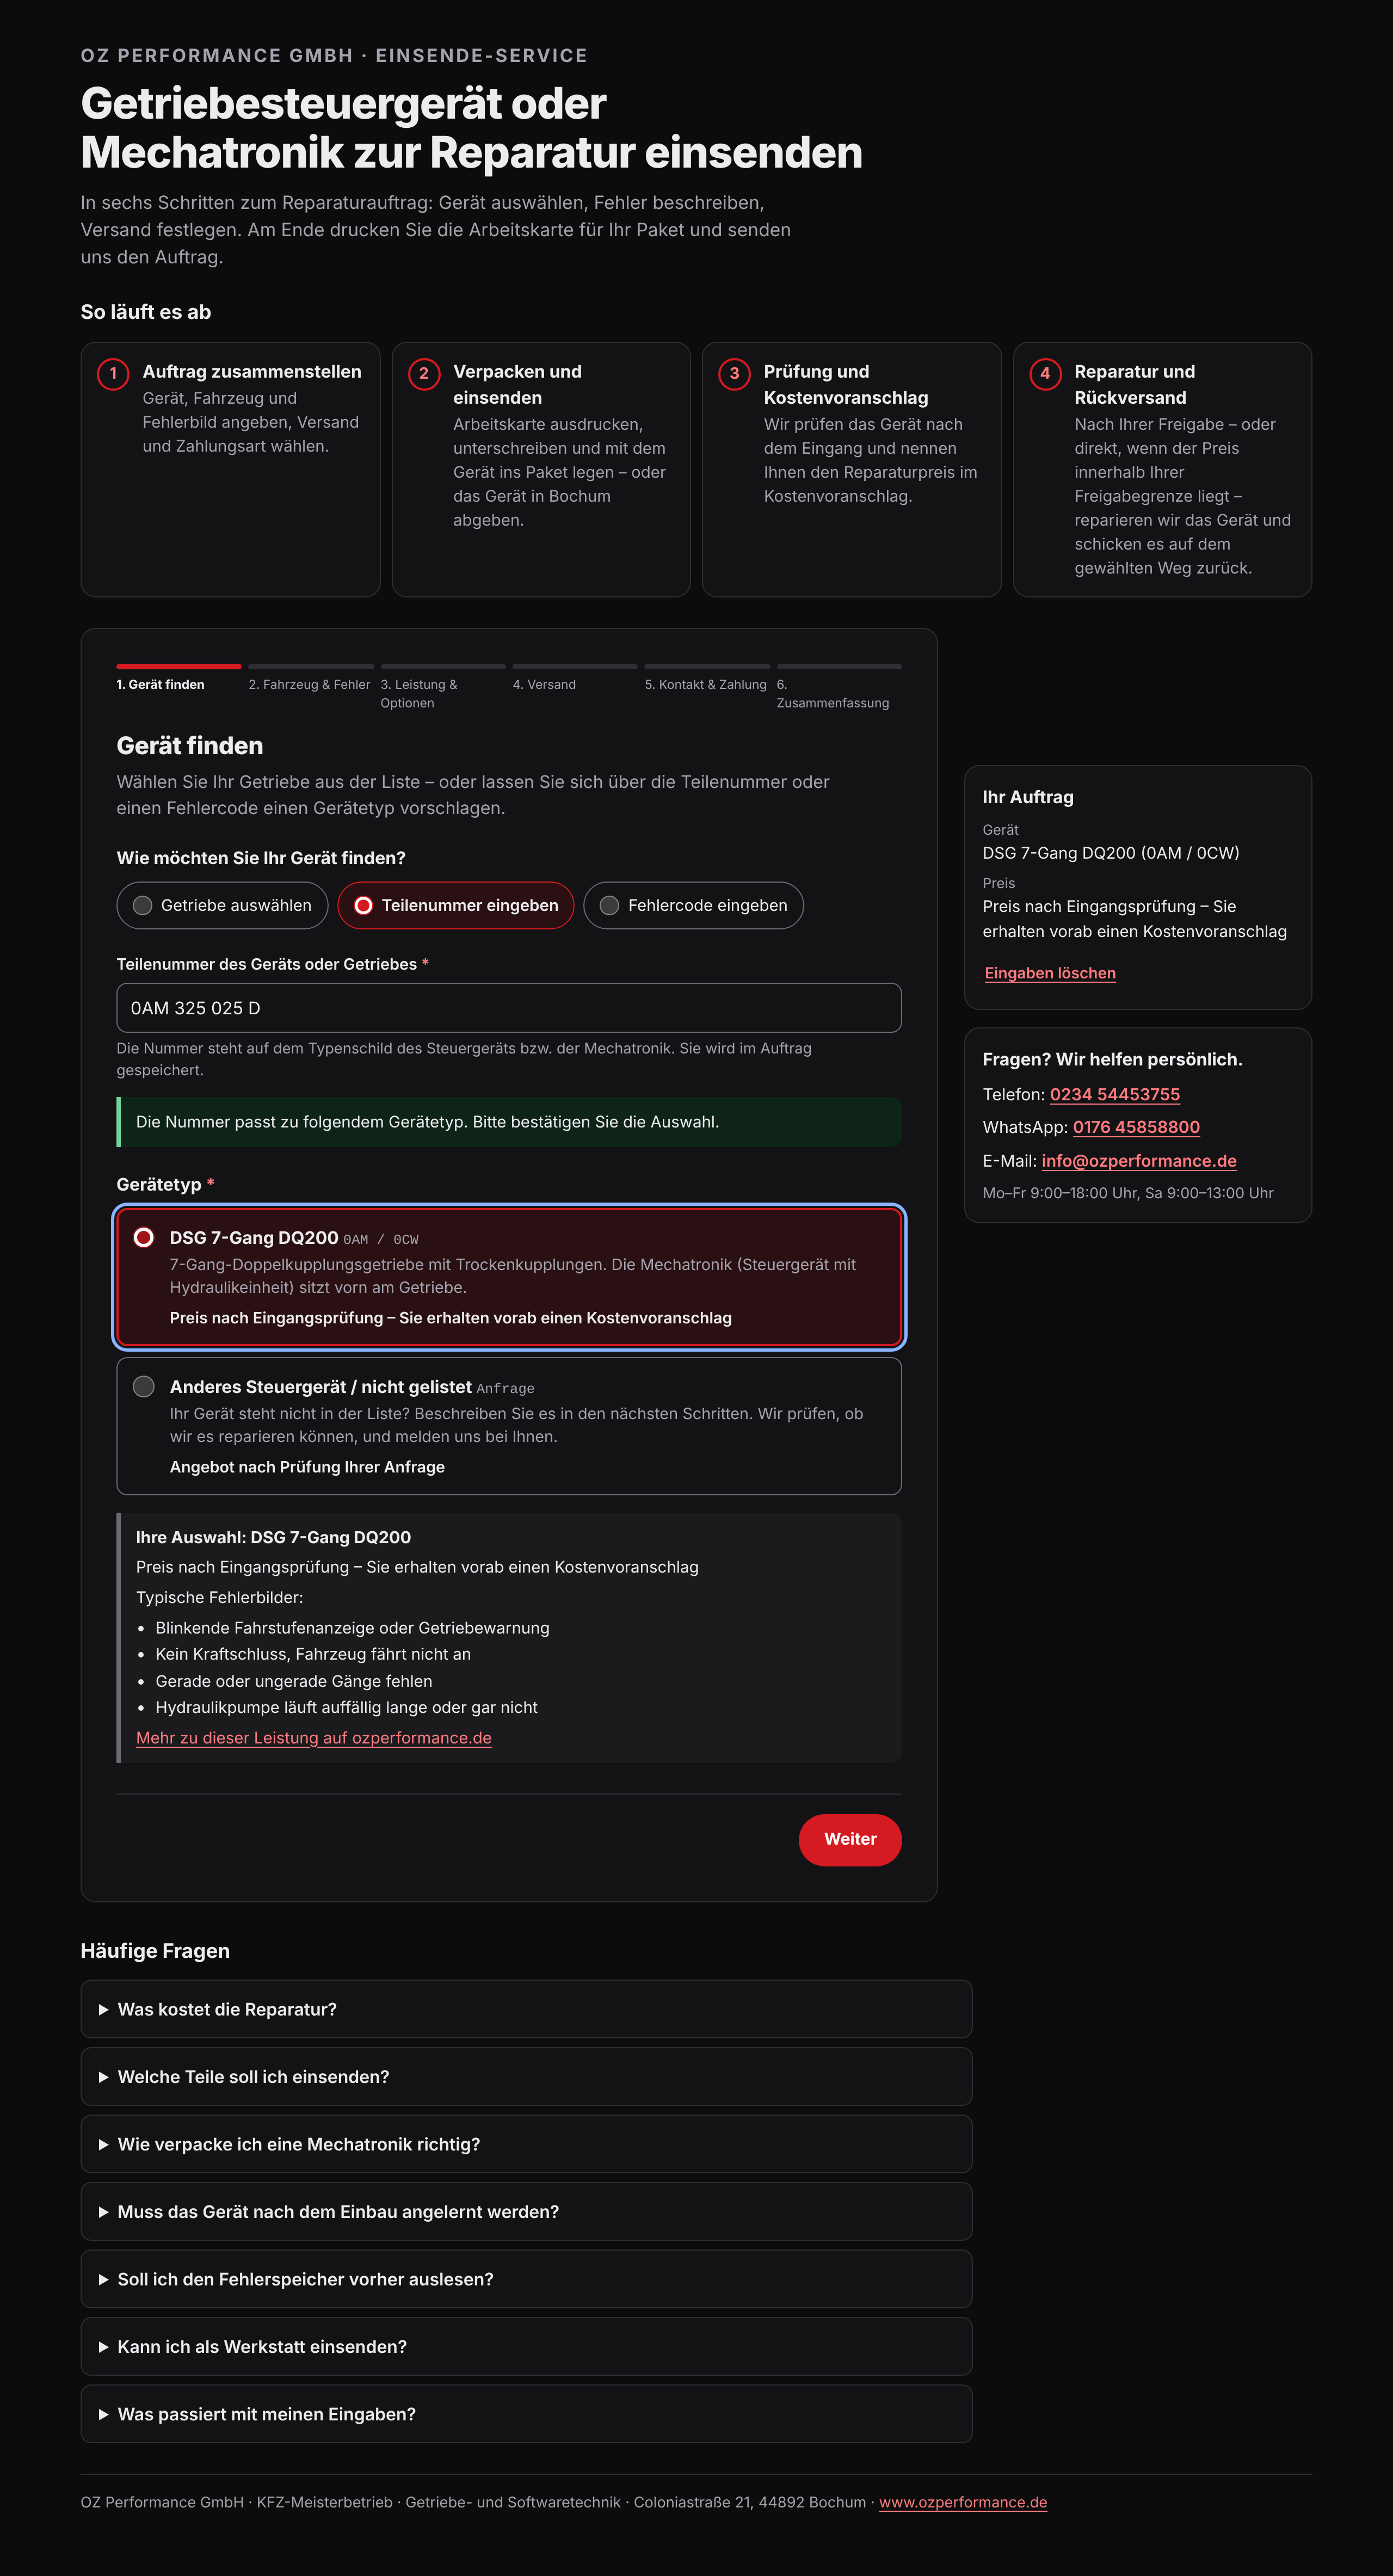 OZ PERFORMANCE GMBH · EINSENDE-SERVICE
Getriebesteuergerät oder
Mechatronik zur Reparatur einsenden
In sechs Schritten zum Reparaturauftrag: Gerät auswählen, Fehler beschreiben,
Versand festlegen. Am Ende drucken Sie die Arbeitskarte für Ihr Paket und senden
uns den Auftrag.
So läuft es ab
1
Auftrag zusammenstellen
Gerät, Fahrzeug und
Fehlerbild angeben, Versand
und Zahlungsart wählen.
2
Verpacken und
einsenden
Arbeitskarte ausdrucken,
unterschreiben und mit dem
Gerät ins Paket legen – oder
das Gerät in Bochum
abgeben.
3
Prüfung und
Kostenvoranschlag
Wir prüfen das Gerät nach
dem Eingang und nennen
Ihnen den Reparaturpreis im
Kostenvoranschlag.
4
Reparatur und
Rückversand
Nach Ihrer Freigabe – oder
direkt, wenn der Preis
innerhalb Ihrer
Freigabegrenze liegt –
reparieren wir das Gerät und
schicken es auf dem
gewählten Weg zurück.
1. Gerät finden
2. Fahrzeug & Fehler
3. Leistung &
Optionen
4. Versand
5. Kontakt & Zahlung
6.
Zusammenfassung
Gerät finden
Wählen Sie Ihr Getriebe aus der Liste – oder lassen Sie sich über die Teilenummer oder
einen Fehlercode einen Gerätetyp vorschlagen.
Wie möchten Sie Ihr Gerät finden?
Getriebe auswählen
Teilenummer eingeben
Fehlercode eingeben
Teilenummer des Geräts oder Getriebes *
0AM 325 025 D
Die Nummer steht auf dem Typenschild des Steuergeräts bzw. der Mechatronik. Sie wird im Auftrag
gespeichert.
Die Nummer passt zu folgendem Gerätetyp. Bitte bestätigen Sie die Auswahl.
Gerätetyp *
DSG 7-Gang DQ200 0AM / 0CW
7-Gang-Doppelkupplungsgetriebe mit Trockenkupplungen. Die Mechatronik (Steuergerät mit
Hydraulikeinheit) sitzt vorn am Getriebe.
Preis nach Eingangsprüfung – Sie erhalten vorab einen Kostenvoranschlag
Anderes Steuergerät / nicht gelistet Anfrage
Ihr Gerät steht nicht in der Liste? Beschreiben Sie es in den nächsten Schritten. Wir prüfen, ob
wir es reparieren können, und melden uns bei Ihnen.
Angebot nach Prüfung Ihrer Anfrage
Ihre Auswahl: DSG 7-Gang DQ200
Preis nach Eingangsprüfung – Sie erhalten vorab einen Kostenvoranschlag
Typische Fehlerbilder:
• Blinkende Fahrstufenanzeige oder Getriebewarnung
• Kein Kraftschluss, Fahrzeug fährt nicht an
• Gerade oder ungerade Gänge fehlen
• Hydraulikpumpe läuft auffällig lange oder gar nicht
Mehr zu dieser Leistung auf ozperformance.de
Weiter
Ihr Auftrag
Gerät
DSG 7-Gang DQ200 (0AM / 0CW)
Preis
Preis nach Eingangsprüfung – Sie
erhalten vorab einen Kostenvoranschlag
Eingaben löschen
Fragen? Wir helfen persönlich.
Telefon: 0234 54453755
WhatsApp: 0176 45858800
E-Mail: info@ozperformance.de
Mo–Fr 9:00–18:00 Uhr, Sa 9:00–13:00 Uhr
Häufige Fragen
Was kostet die Reparatur?
Welche Teile soll ich einsenden?
Wie verpacke ich eine Mechatronik richtig?
Muss das Gerät nach dem Einbau angelernt werden?
Soll ich den Fehlerspeicher vorher auslesen?
Kann ich als Werkstatt einsenden?
Was passiert mit meinen Eingaben?
OZ Performance GmbH · KFZ-Meisterbetrieb · Getriebe- und Softwaretechnik · Coloniastraße 21, 44892 Bochum · www.ozperformance.de